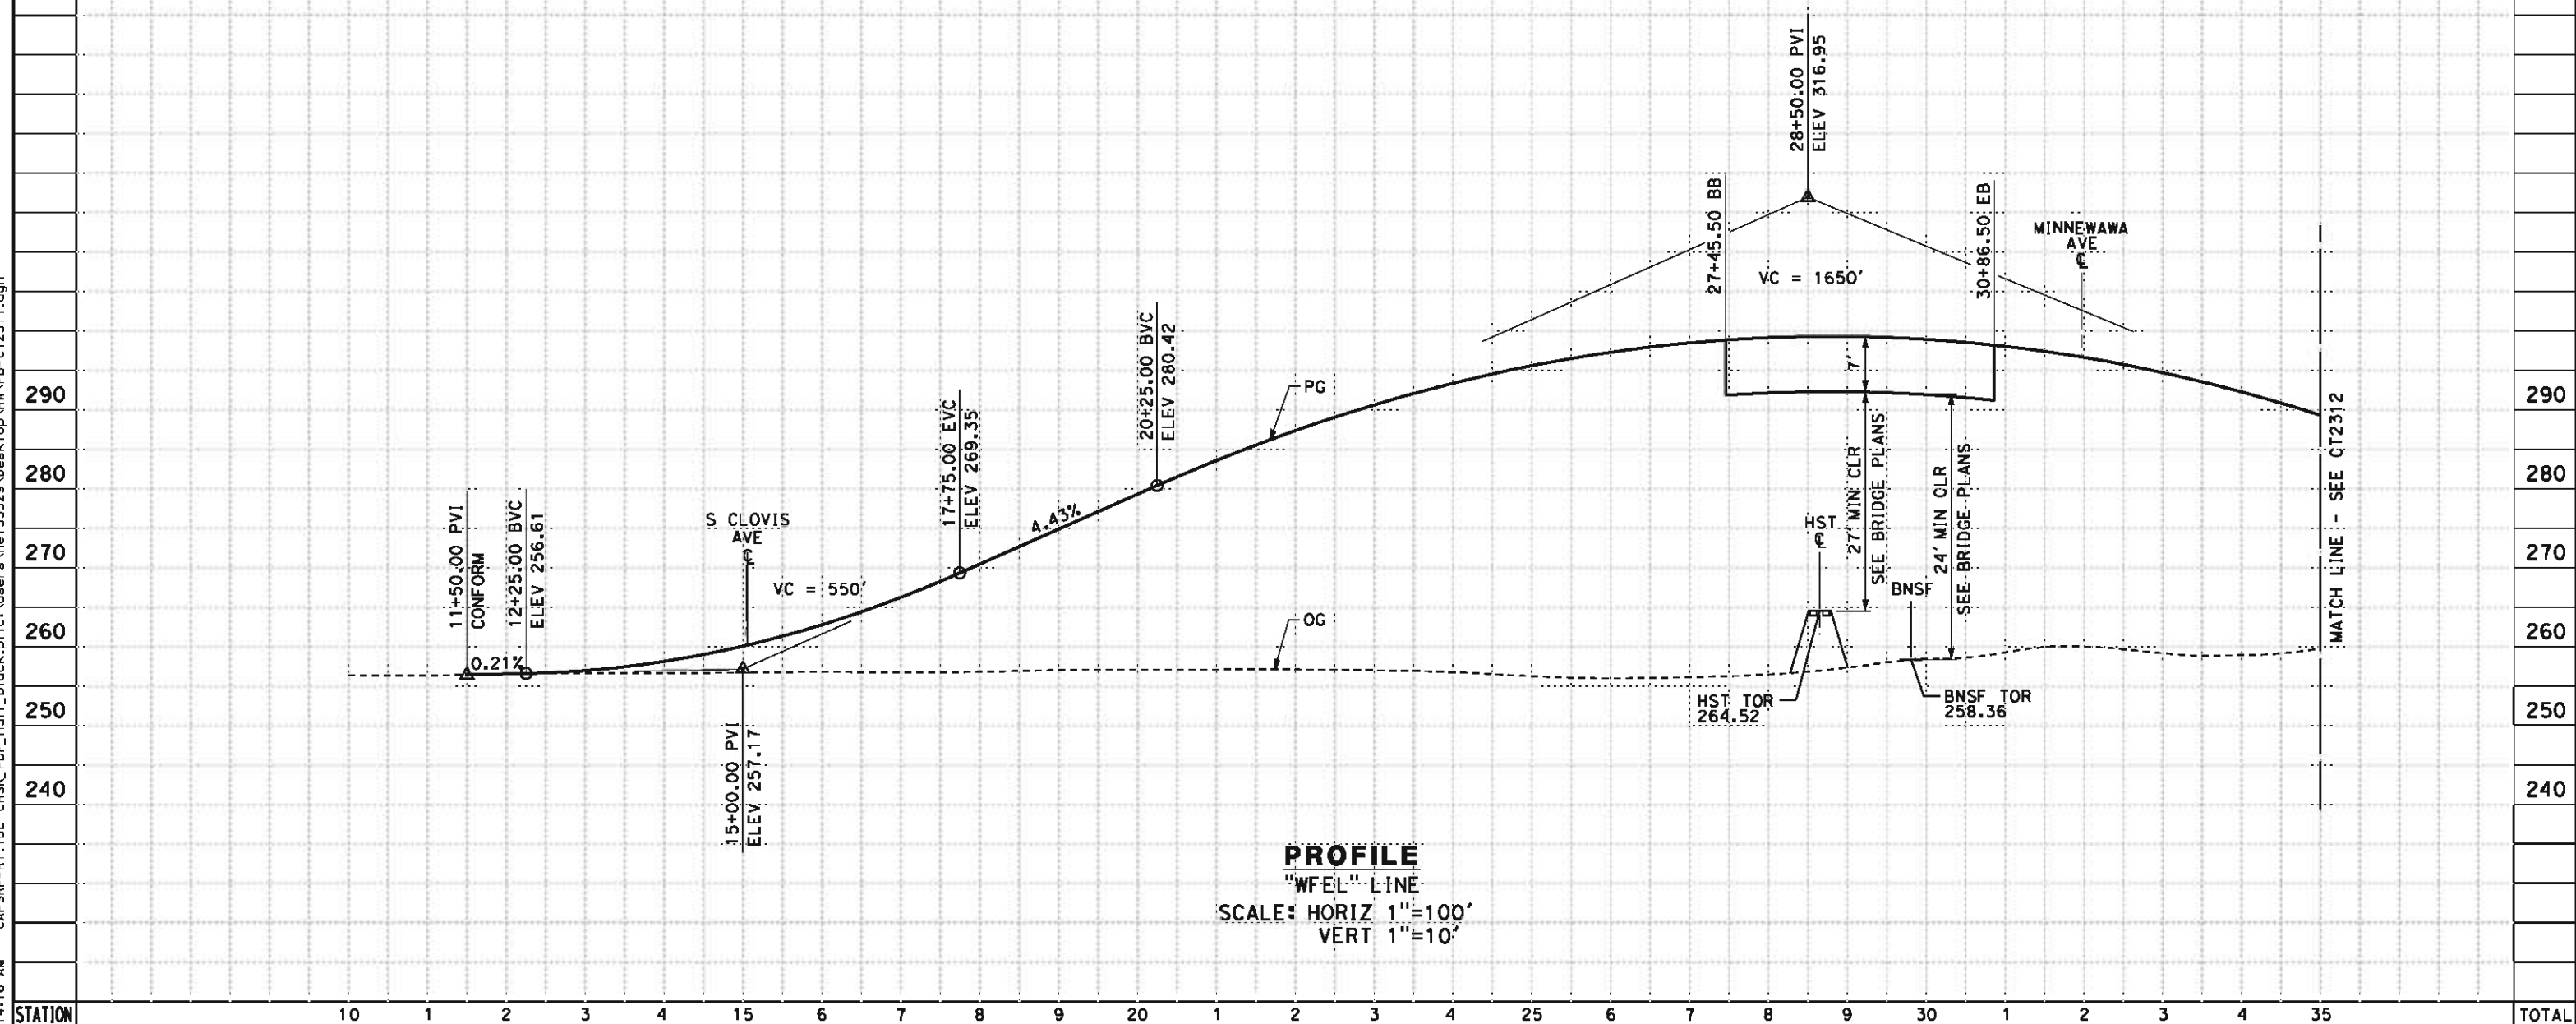 28+50.00 PVI
ELEV 316.95
27+45.50 BB
30+86.50 EB
MINNEWAWA
AVE
℄
VC = 1650'
20+25.00 BVC
ELEV 280.42
PG
7'
17+75.00 EVC
ELEV 269.35
4.43%
11+50.00 PVI
CONFORM
12+25.00 BVC
ELEV 256.61
S CLOVIS
AVE
℄
VC = 550'
0.21%
15+00.00 PVI
ELEV 257.17
OG
HST
℄
27' MIN CLR
SEE BRIDGE PLANS
24' MIN CLR
SEE BRIDGE PLANS
BNSF
HST TOR
264.52
BNSF TOR
258.36
MATCH LINE - SEE CT2312
290
280
270
260
250
240
290
280
270
260
250
240
PROFILE
"WFEL" LINE
SCALE: HORIZ 1"=100'
VERT 1"=10'
STATION 10 1 2 3 4 15 6 7 8 9 20 1 2 3 4 25 6 7 8 9 30 1 2 3 4 35 TOTAL